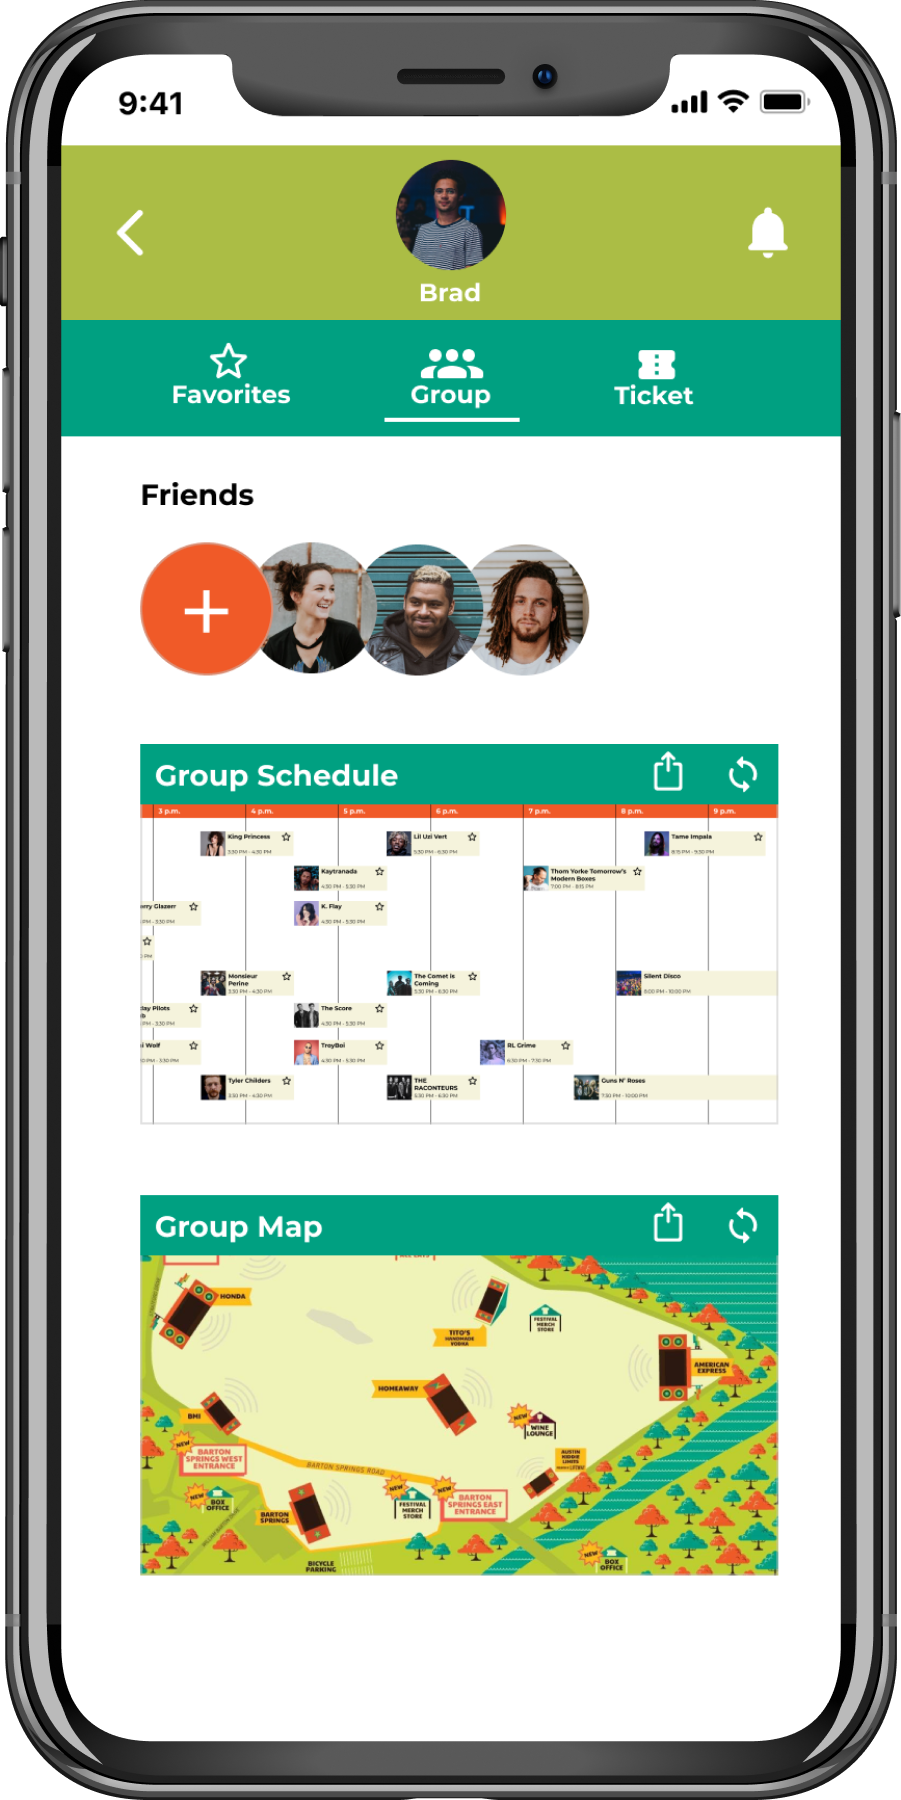 9:41
Brad
Favorites
Group
Ticket
Friends
Group Schedule
3 p.m.
4 p.m.
5 p.m.
6 p.m.
7 p.m.
8 p.m.
9 p.m.
King Princess
3:30 PM - 4:30 PM
Lil Uzi Vert
5:30 PM - 6:30 PM
Tame Impala
8:15 PM - 9:30 PM
Kaytranada
4:30 PM - 5:30 PM
Thom Yorke Tomorrow's
Modern Boxes
7:00 PM - 8:15 PM
rry Glazerr
PM - 3:30 PM
K. Flay
4:30 PM - 5:30 PM
PM
Monsieur
Perine
3:30 PM - 4:30 PM
The Comet is
Coming
5:30 PM - 6:30 PM
Silent Disco
8:00 PM - 10:00 PM
lay Pilots
b
PM - 3:30 PM
The Score
4:30 PM - 5:30 PM
i Wolf
0 PM - 3:30 PM
TroyBoi
4:30 PM - 5:30 PM
RL Grime
6:30 PM - 7:30 PM
Tyler Childers
3:30 PM - 4:30 PM
THE
RACONTEURS
5:30 PM - 6:30 PM
Guns N' Roses
7:30 PM - 10:00 PM
Group Map
HONDA
TITO'S
HANDMADE
VODKA
FESTIVAL
MERCH
STORE
AMERICAN
EXPRESS
HOMEAWAY
BMI
NEW
WINE
LOUNGE
NEW
BARTON
SPRINGS WEST
ENTRANCE
BARTON SPRINGS ROAD
AUSTIN
KIDDIE
LIMITS
NEW
BOX
OFFICE
BARTON
SPRINGS
NEW
FESTIVAL
MERCH
STORE
NEW
BARTON
SPRINGS EAST
ENTRANCE
BICYCLE
PARKING
NEW
BOX
OFFICE